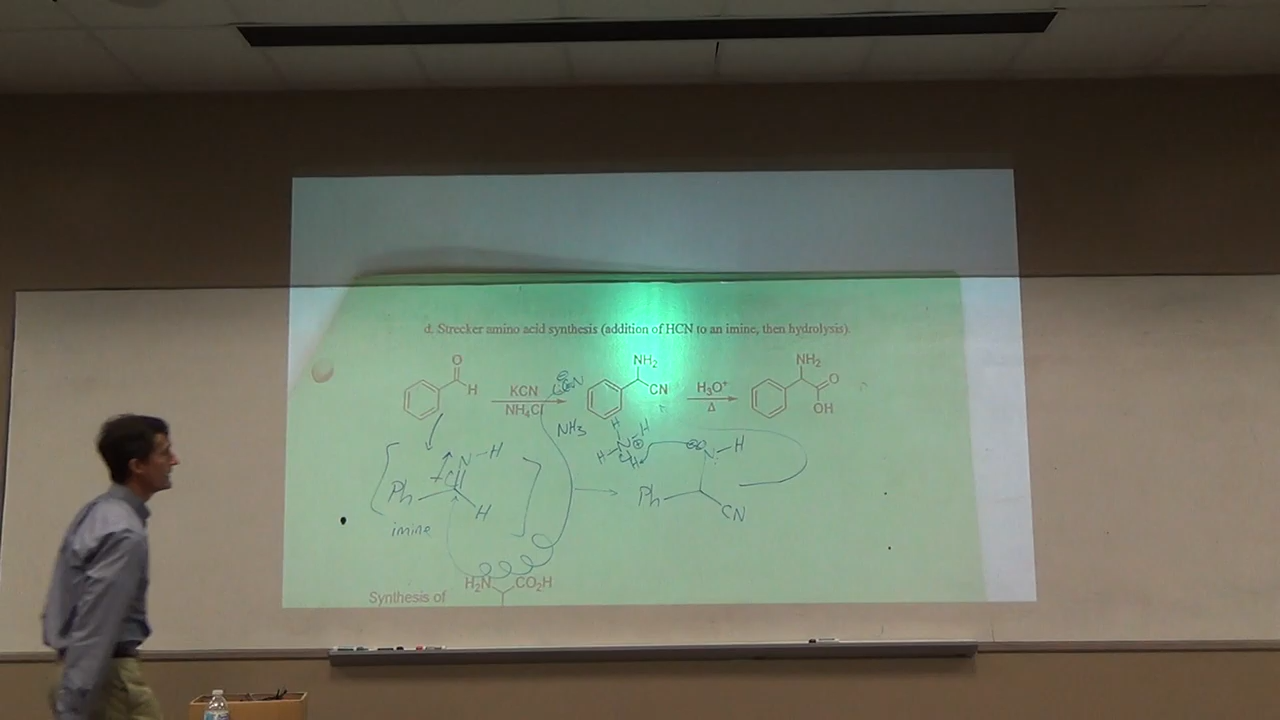 d. Strecker amino acid synthesis (addition of HCN to an imine, then hydrolysis).
O
H
KCN
NH₄Cl
NH₂
CN
H₃O⁺
Δ
NH₂
O
OH
NH₃
H
H
N
⊕
H
H
N
H
N
H
Ph
H
imine
Ph
CN
Synthesis of
H₂N
CO₂H